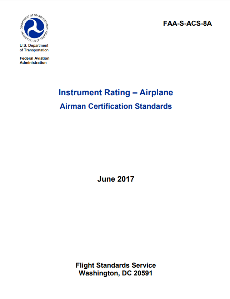 FAA-S-ACS-8A
U.S. Department
of Transportation
Federal Aviation
Administration
Instrument Rating – Airplane
Airman Certification Standards
June 2017
Flight Standards Service
Washington, DC 20591